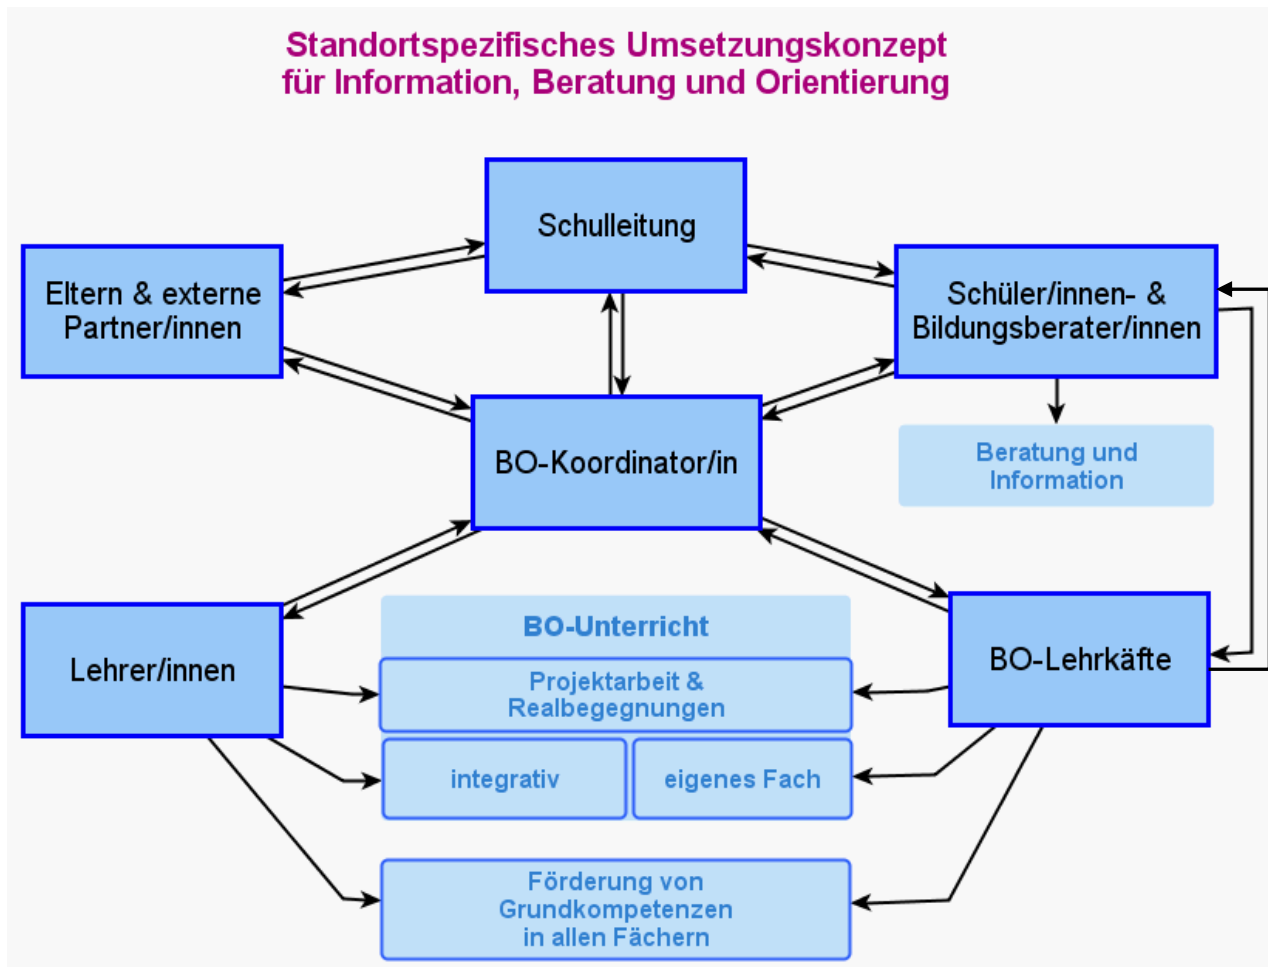 Standortspezifisches Umsetzungskonzept
für Information, Beratung und Orientierung
Schulleitung
Eltern & externe
Partner/innen
Schüler/innen- &
Bildungsberater/innen
BO-Koordinator/in
Beratung und
Information
Lehrer/innen
BO-Unterricht
BO-Lehrkäfte
Projektarbeit &
Realbegegnungen
integrativ
eigenes Fach
Förderung von
Grundkompetenzen
in allen Fächern